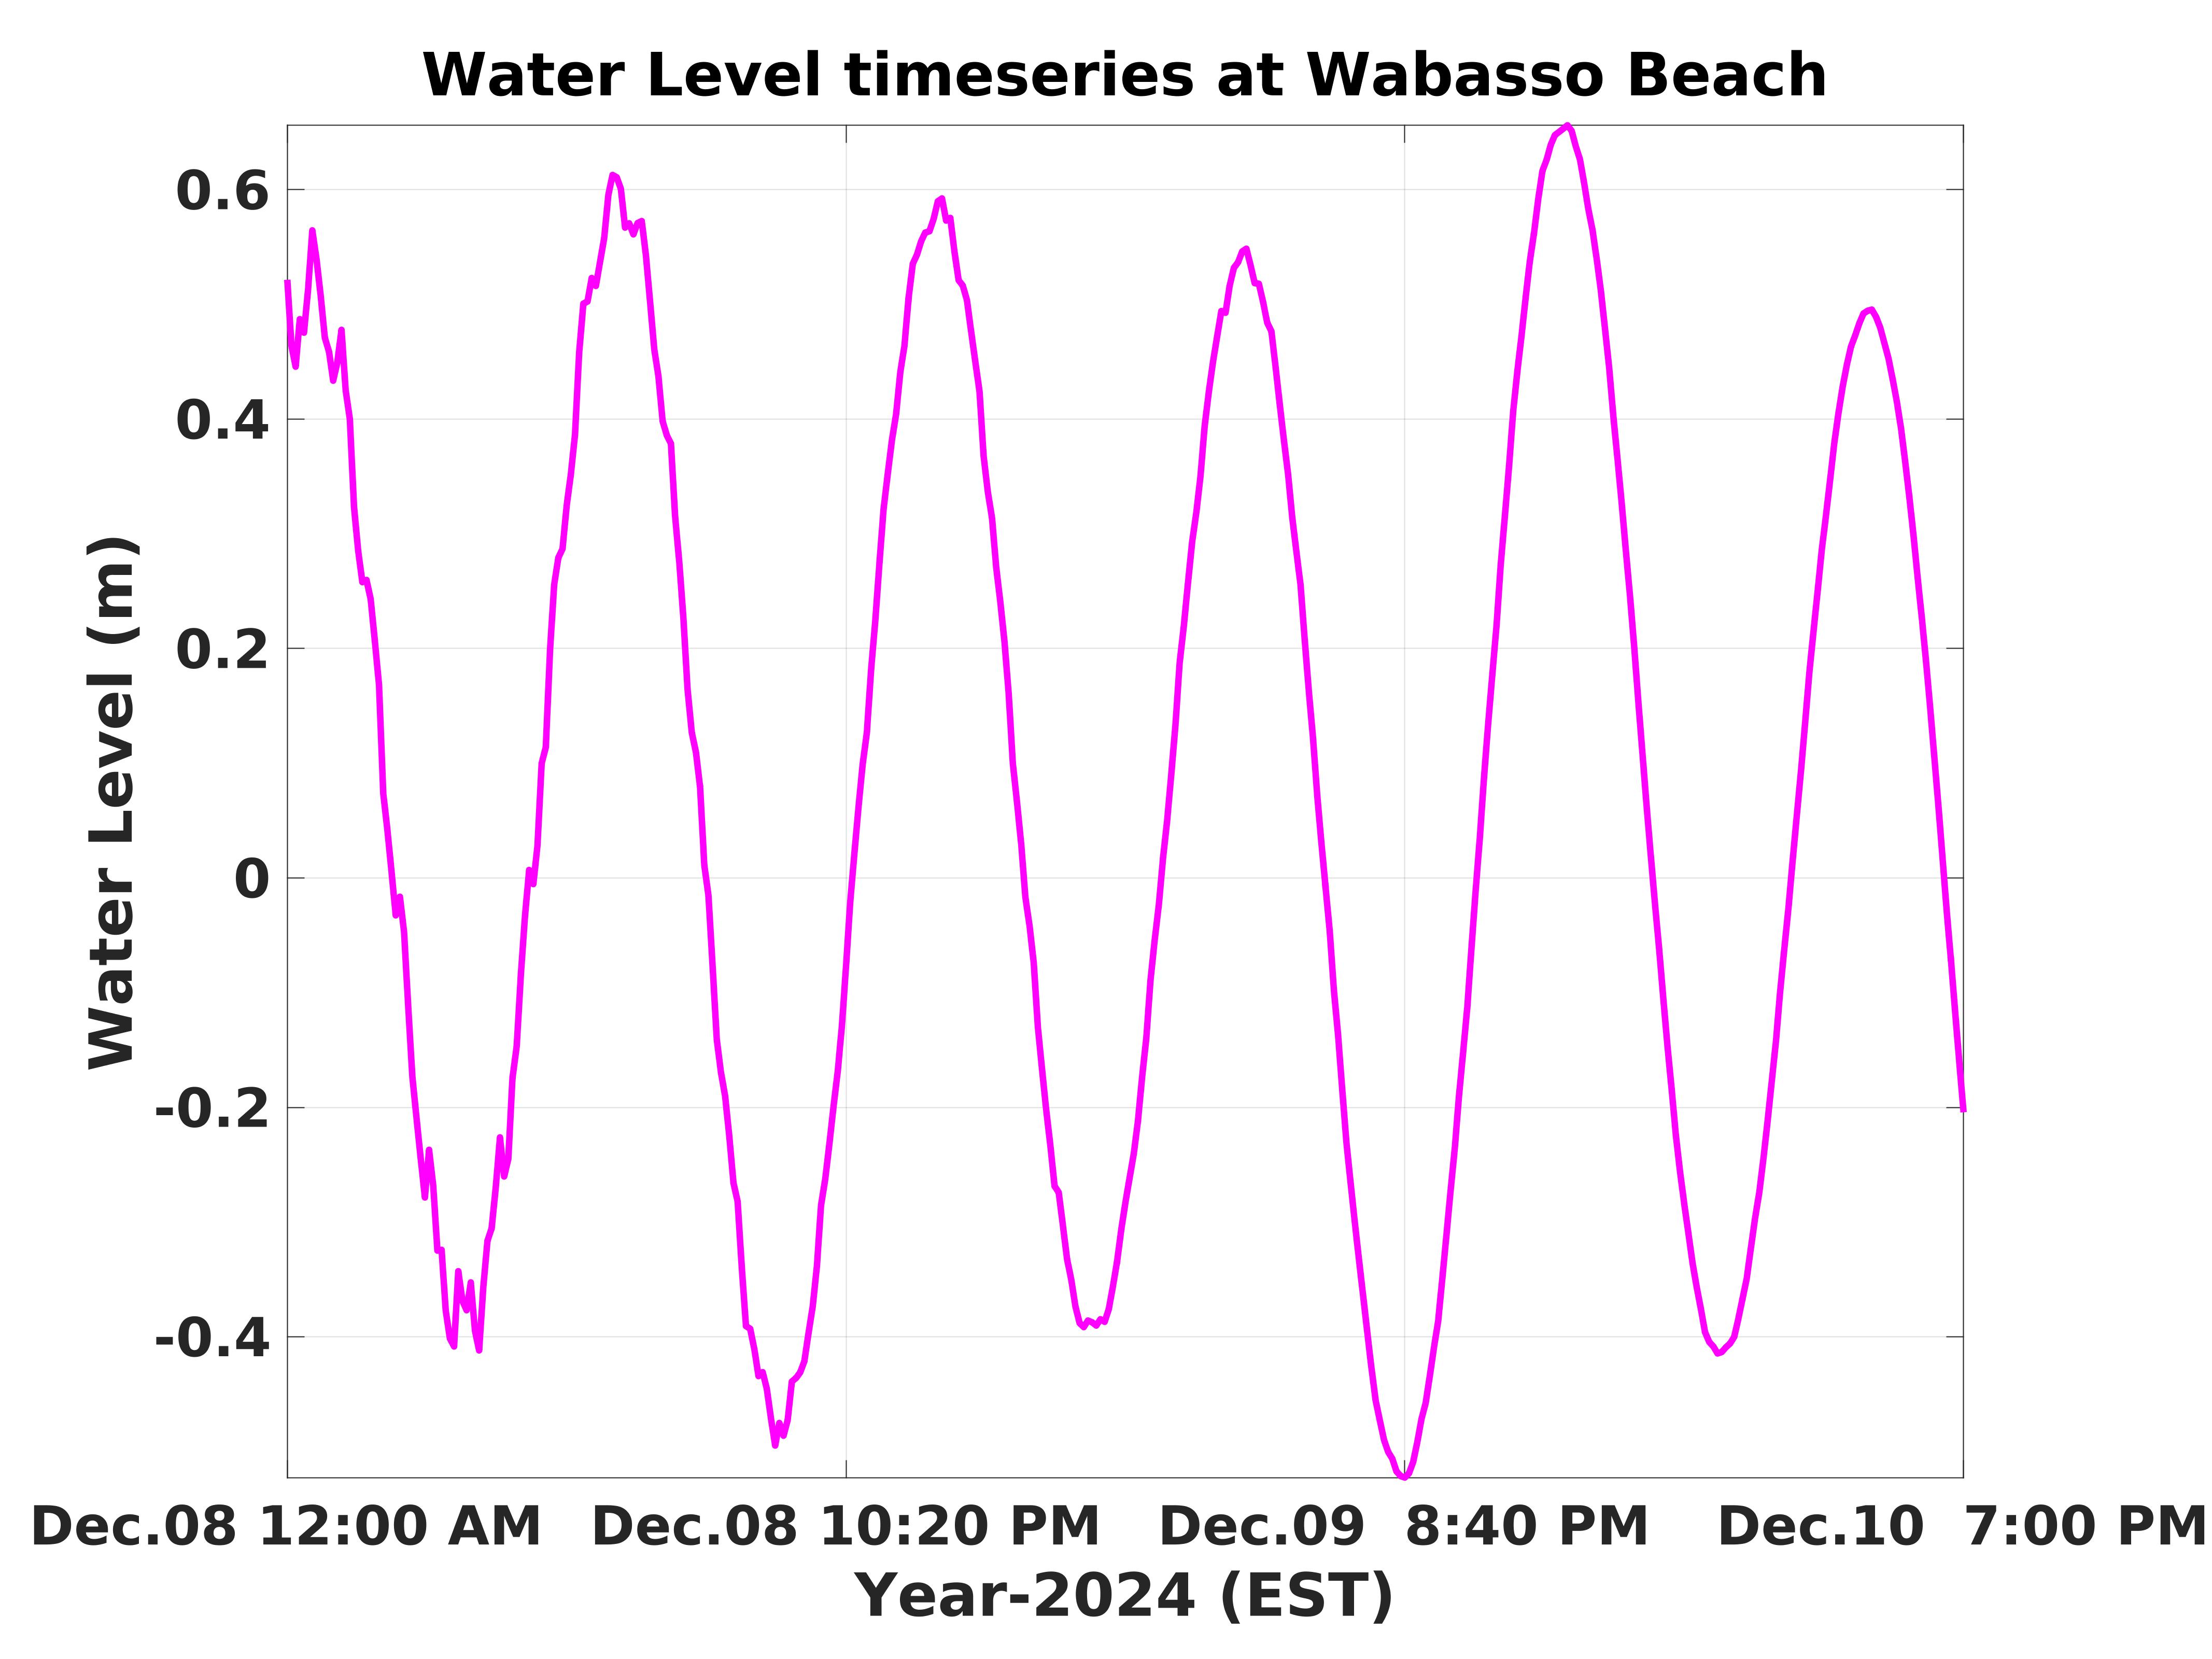 Water Level timeseries at Wabasso Beach
0.6
0.4
0.2
0
-0.2
-0.4
Water Level (m)
Dec.08 12:00 AM Dec.08 10:20 PM Dec.09 8:40 PM Dec.10 7:00 PM
Year-2024 (EST)